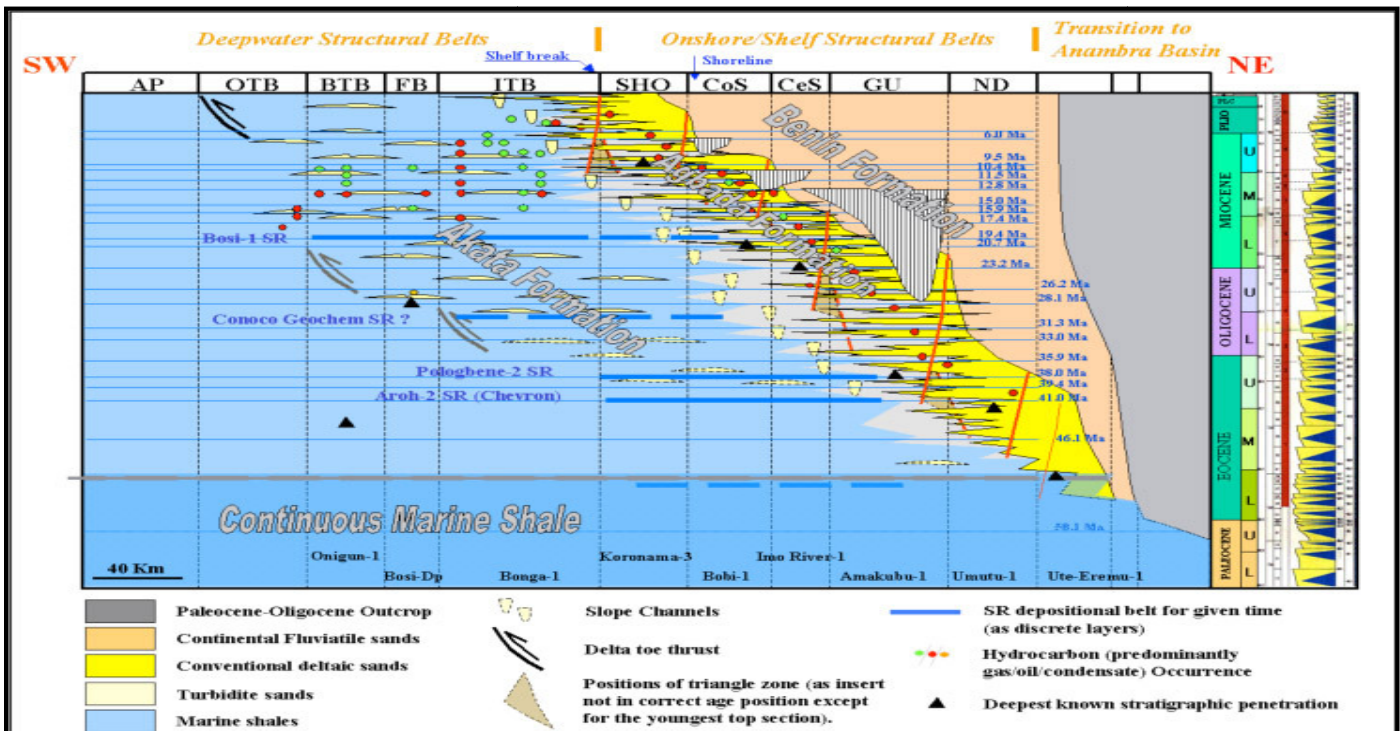 Deepwater Structural Belts
Onshore/Shelf Structural Belts
Transition to
Anambra Basin
SW
Shelf break
Shoreline
NE
AP OTB BTB FB ITB SHO CoS CeS GU ND
Benin Formation
Agbada Formation
Akata Formation
6.0 Ma
9.5 Ma
10.4 Ma
11.5 Ma
12.8 Ma
15.0 Ma
15.9 Ma
17.4 Ma
19.4 Ma
20.7 Ma
23.2 Ma
26.2 Ma
28.1 Ma
31.3 Ma
33.0 Ma
35.9 Ma
38.0 Ma
39.4 Ma
41.0 Ma
46.1 Ma
58.1 Ma
Bosi-1 SR
Conoco Geochem SR ?
Pologbene-2 SR
Aroh-2 SR (Chevron)
Continuous Marine Shale
PLIO
MIOCENE
U
M
L
OLIGOCENE
U
L
EOCENE
U
M
L
PALEOCENE
U
L
Onigun-1 Koronama-3 Imo River-1
40 Km Bosi-Dp Bonga-1 Bobi-1 Amakubu-1 Umutu-1 Ute-Eremu-1
Paleocene-Oligocene Outcrop
Continental Fluviatile sands
Conventional deltaic sands
Turbidite sands
Marine shales
Slope Channels
Delta toe thrust
Positions of triangle zone (as insert
not in correct age position except
for the youngest top section).
SR depositional belt for given time
(as discrete layers)
Hydrocarbon (predominantly
gas/oil/condensate) Occurrence
Deepest known stratigraphic penetration